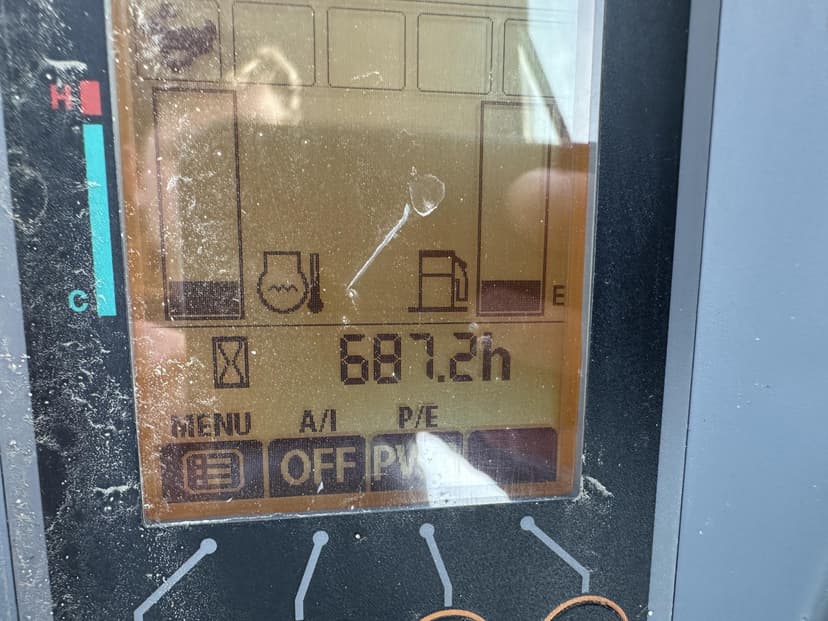 H
C
E
687.2h
MENU A/I P/E
OFF